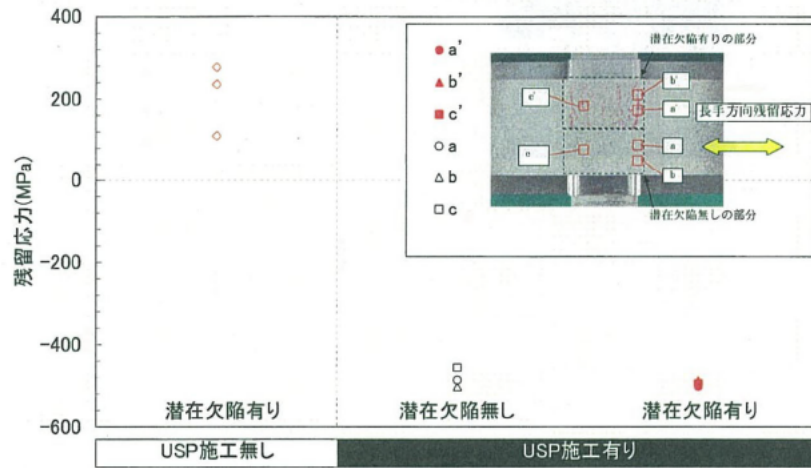 残留応力(MPa)
400
200
0
-200
-400
-600
a'
b'
c'
a
b
c
潜在欠陥有りの部分
c'
b'
a'
長手方向残留応力
c
a
b
潜在欠陥無しの部分
潜在欠陥有り
潜在欠陥無し
潜在欠陥有り
USP施工無し
USP施工有り